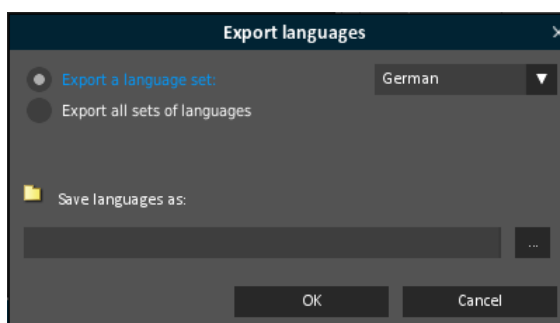 Export languages
Export a language set:
German
Export all sets of languages
Save languages as:
...
OK
Cancel